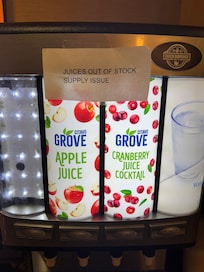 JUICES OUT OF STOCK
SUPPLY ISSUE
GROVE
APPLE
JUICE
GROVE
CRANBERRY
JUICE
COCKTAIL